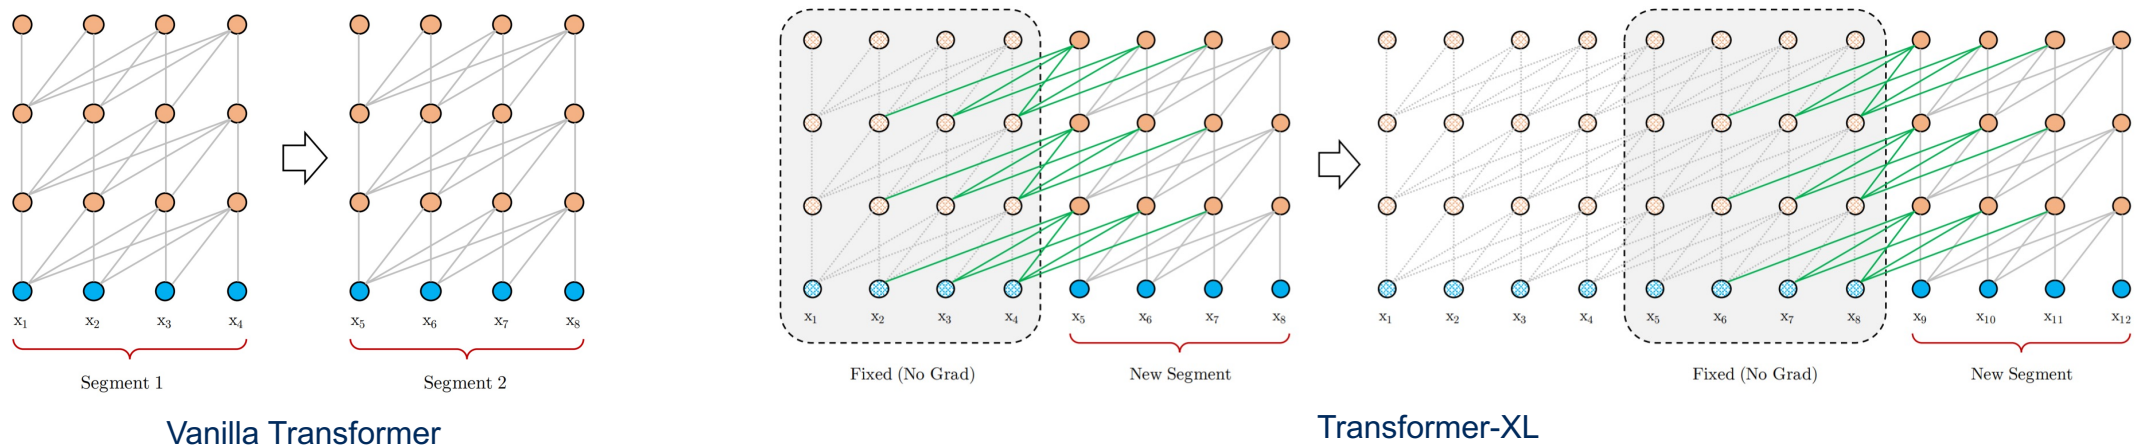 x1 x2 x3 x4
x5 x6 x7 x8
Segment 1
Segment 2
Vanilla Transformer
x1 x2 x3 x4 x5 x6 x7 x8
Fixed (No Grad)
New Segment
x1 x2 x3 x4 x5 x6 x7 x8 x9 x10 x11 x12
Fixed (No Grad)
New Segment
Transformer-XL